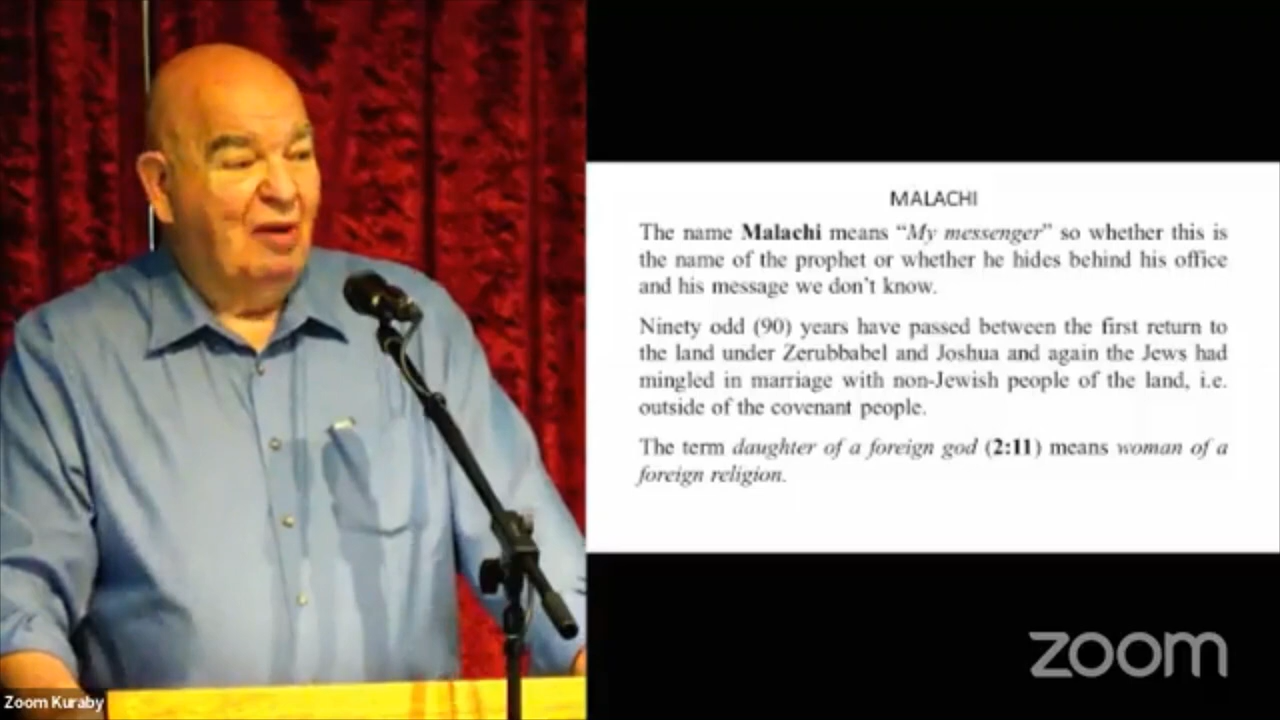 MALACHI
The name Malachi means “My messenger” so whether this is
the name of the prophet or whether he hides behind his office
and his message we don’t know.
Ninety odd (90) years have passed between the first return to
the land under Zerubbabel and Joshua and again the Jews had
mingled in marriage with non-Jewish people of the land, i.e.
outside of the covenant people.
The term daughter of a foreign god (2:11) means woman of a
foreign religion.
zoom
Zoom Kuraby